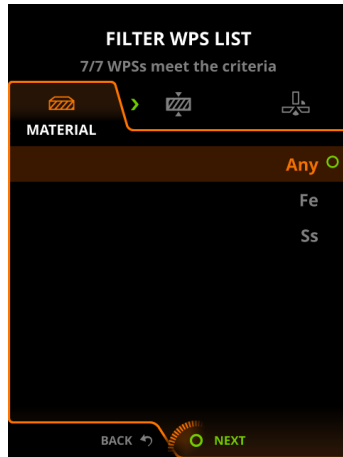 FILTER WPS LIST
7/7 WPSs meet the criteria
MATERIAL
Any
Fe
Ss
BACK
NEXT